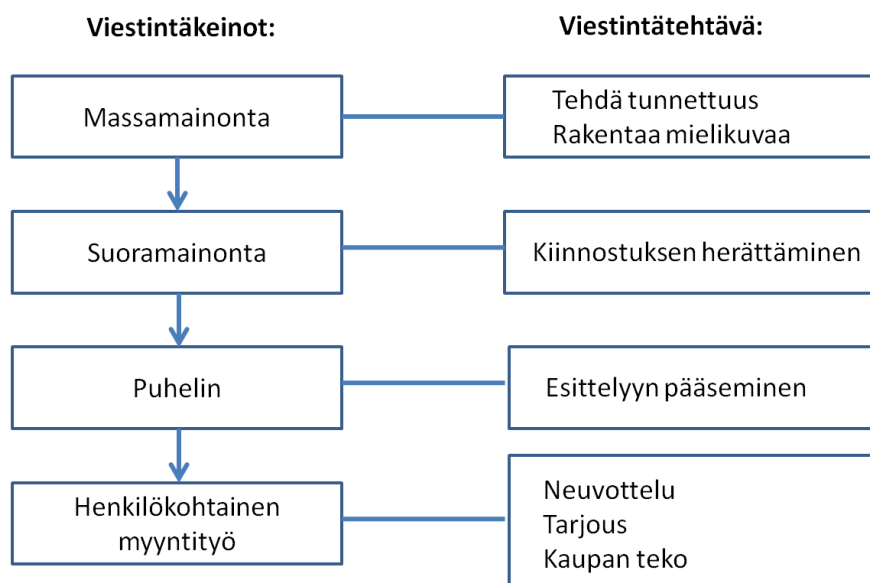 Viestintäkeinot:
Viestintätehtävä:
Massamainonta
Tehdä tunnettuus
Rakentaa mielikuvaa
Suoramainonta
Kiinnostuksen herättäminen
Puhelin
Esittelyyn pääseminen
Henkilökohtainen
myyntityö
Neuvottelu
Tarjous
Kaupan teko